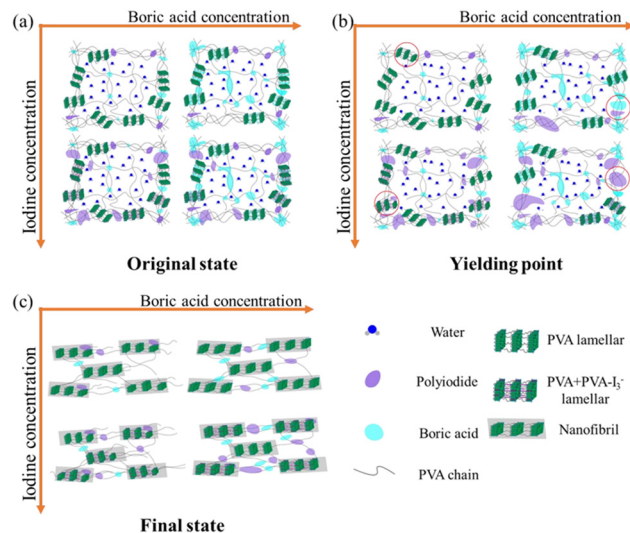 (a)
Boric acid concentration
Iodine concentration
Original state
(b)
Boric acid concentration
Iodine concentration
Yielding point
(c)
Boric acid concentration
Iodine concentration
Final state
Water
Polyiodide
Boric acid
PVA chain
PVA lamellar
PVA+PVA-I₃⁻
lamellar
Nanofibril